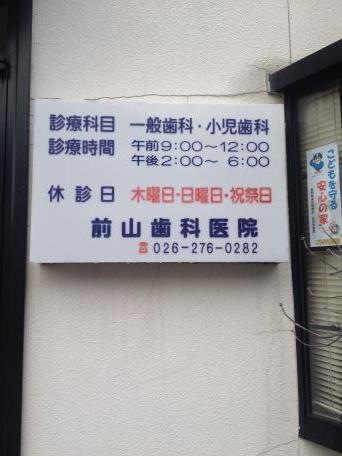 診療科目 一般歯科・小児歯科
診療時間 午前9:00〜12:00
午後2:00〜 6:00
休診日 木曜日・日曜日・祝祭日
前山歯科医院
☎026-276-0282
こどもを守る
安心の家